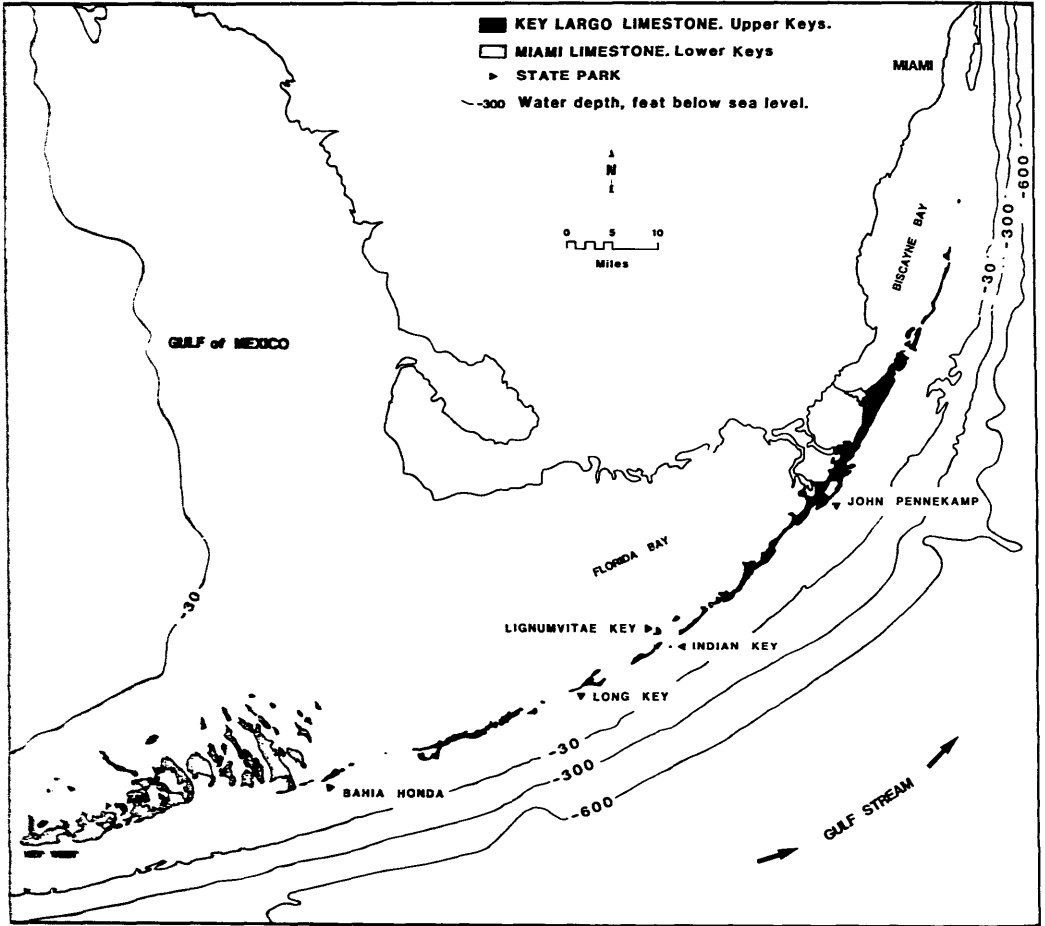 KEY LARGO LIMESTONE. Upper Keys.
MIAMI LIMESTONE. Lower Keys
STATE PARK
-300 Water depth, feet below sea level.
MIAMI
N
0 5 10
Miles
-600
-300
-30
BISCAYNE BAY
GULF of MEXICO
JOHN PENNEKAMP
FLORIDA BAY
-30
LIGNUMVITAE KEY
INDIAN KEY
LONG KEY
-30
-300
-600
BAHIA HONDA
GULF STREAM
KEY WEST